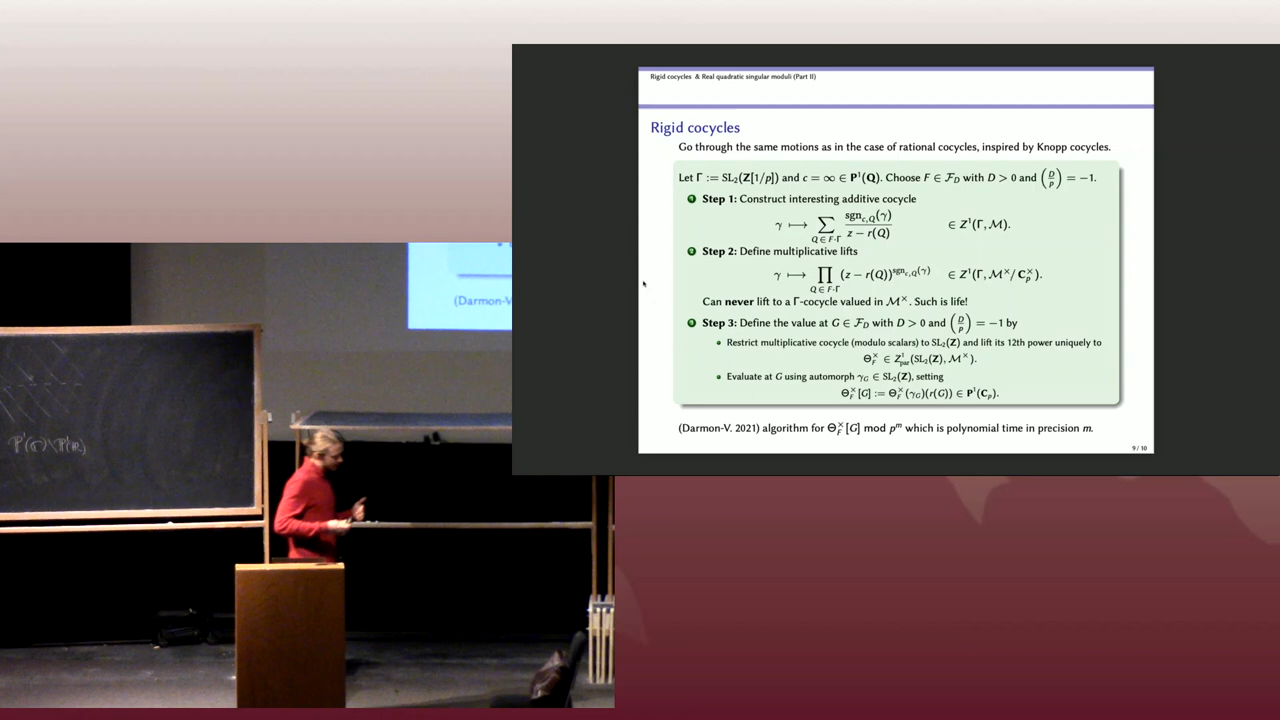 Rigid cocycles & Real quadratic singular moduli (Part II)
Rigid cocycles
Go through the same motions as in the case of rational cocycles, inspired by Knopp cocycles.
Let Γ := SL₂(Z[1/p]) and c = ∞ ∈ P¹(Q). Choose F ∈ 𝓕_D with D > 0 and (D/p) = −1.
1 Step 1: Construct interesting additive cocycle
γ ⟼ ∑_{Q ∈ F·Γ} sgn_{c,Q}(γ) / (z − r(Q)) ∈ Z¹(Γ, 𝓜).
2 Step 2: Define multiplicative lifts
γ ⟼ ∏_{Q ∈ F·Γ} (z − r(Q))^{sgn_{c,Q}(γ)} ∈ Z¹(Γ, 𝓜^×/C_p^×).
Can never lift to a Γ-cocycle valued in 𝓜^×. Such is life!
3 Step 3: Define the value at G ∈ 𝓕_D with D > 0 and (D/p) = −1 by
• Restrict multiplicative cocycle (modulo scalars) to SL₂(Z) and lift its 12th power uniquely to
Θ_F^× ∈ Z¹_par(SL₂(Z), 𝓜^×).
• Evaluate at G using automorph γ_G ∈ SL₂(Z), setting
Θ_F^×[G] := Θ_F^×(γ_G)(r(G)) ∈ P¹(C_p).
(Darmon-V. 2021) algorithm for Θ_F^×[G] mod p^m which is polynomial time in precision m.
9 / 10
(Darmon-V